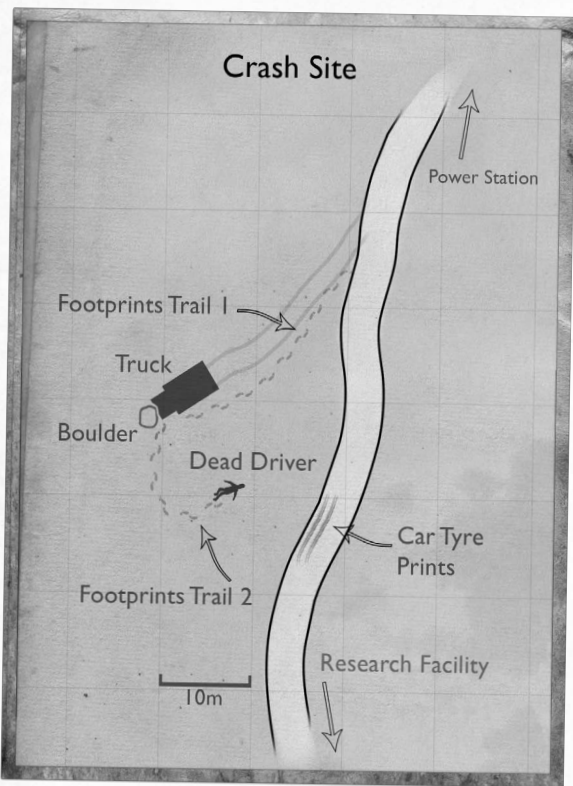 Crash Site
Power Station
Footprints Trail 1
Truck
Boulder
Dead Driver
Car Tyre
Prints
Footprints Trail 2
Research Facility
10m